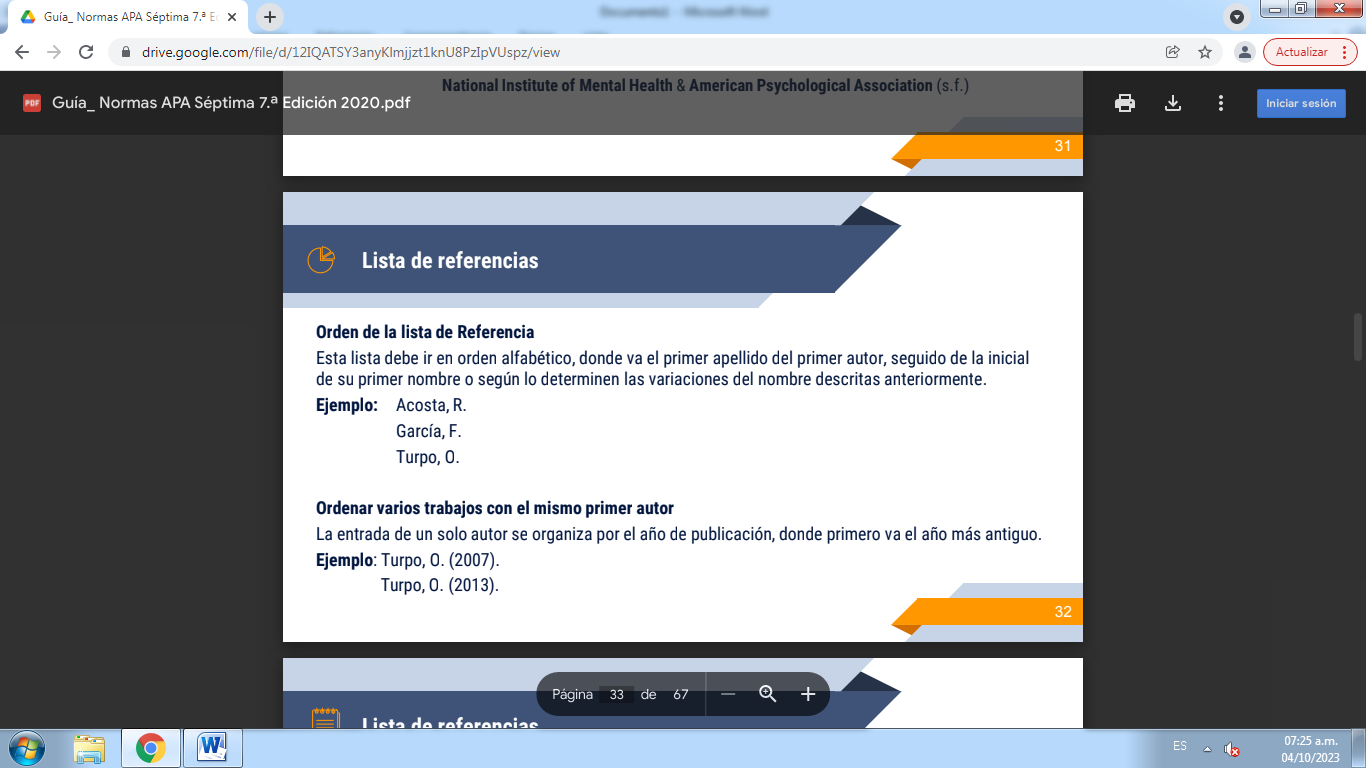 Guía_ Normas APA Séptima 7.ª E
drive.google.com/file/d/12IQATSY3anyKlmjjzt1knU8PzIpVUspz/view
Actualizar
National Institute of Mental Health & American Psychological Association (s.f.)
PDF Guía_ Normas APA Séptima 7.ª Edición 2020.pdf
Iniciar sesión
31
Lista de referencias
Orden de la lista de Referencia
Esta lista debe ir en orden alfabético, donde va el primer apellido del primer autor, seguido de la inicial
de su primer nombre o según lo determinen las variaciones del nombre descritas anteriormente.
Ejemplo: Acosta, R.
García, F.
Turpo, O.
Ordenar varios trabajos con el mismo primer autor
La entrada de un solo autor se organiza por el año de publicación, donde primero va el año más antiguo.
Ejemplo: Turpo, O. (2007).
Turpo, O. (2013).
32
Página 33 de 67
Lista de referencias
ES
07:25 a.m.
04/10/2023